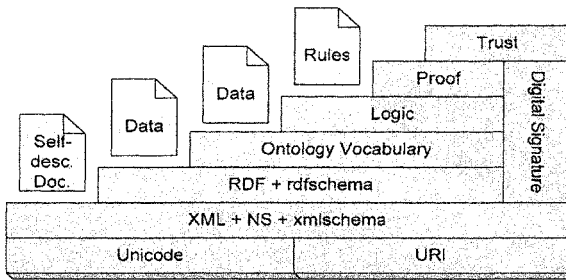 Trust
Rules
Proof
Data
Logic
Data
Ontology Vocabulary
Self-
desc.
Doc.
RDF + rdfschema
Digital Signature
XML + NS + xmlschema
Unicode
URI